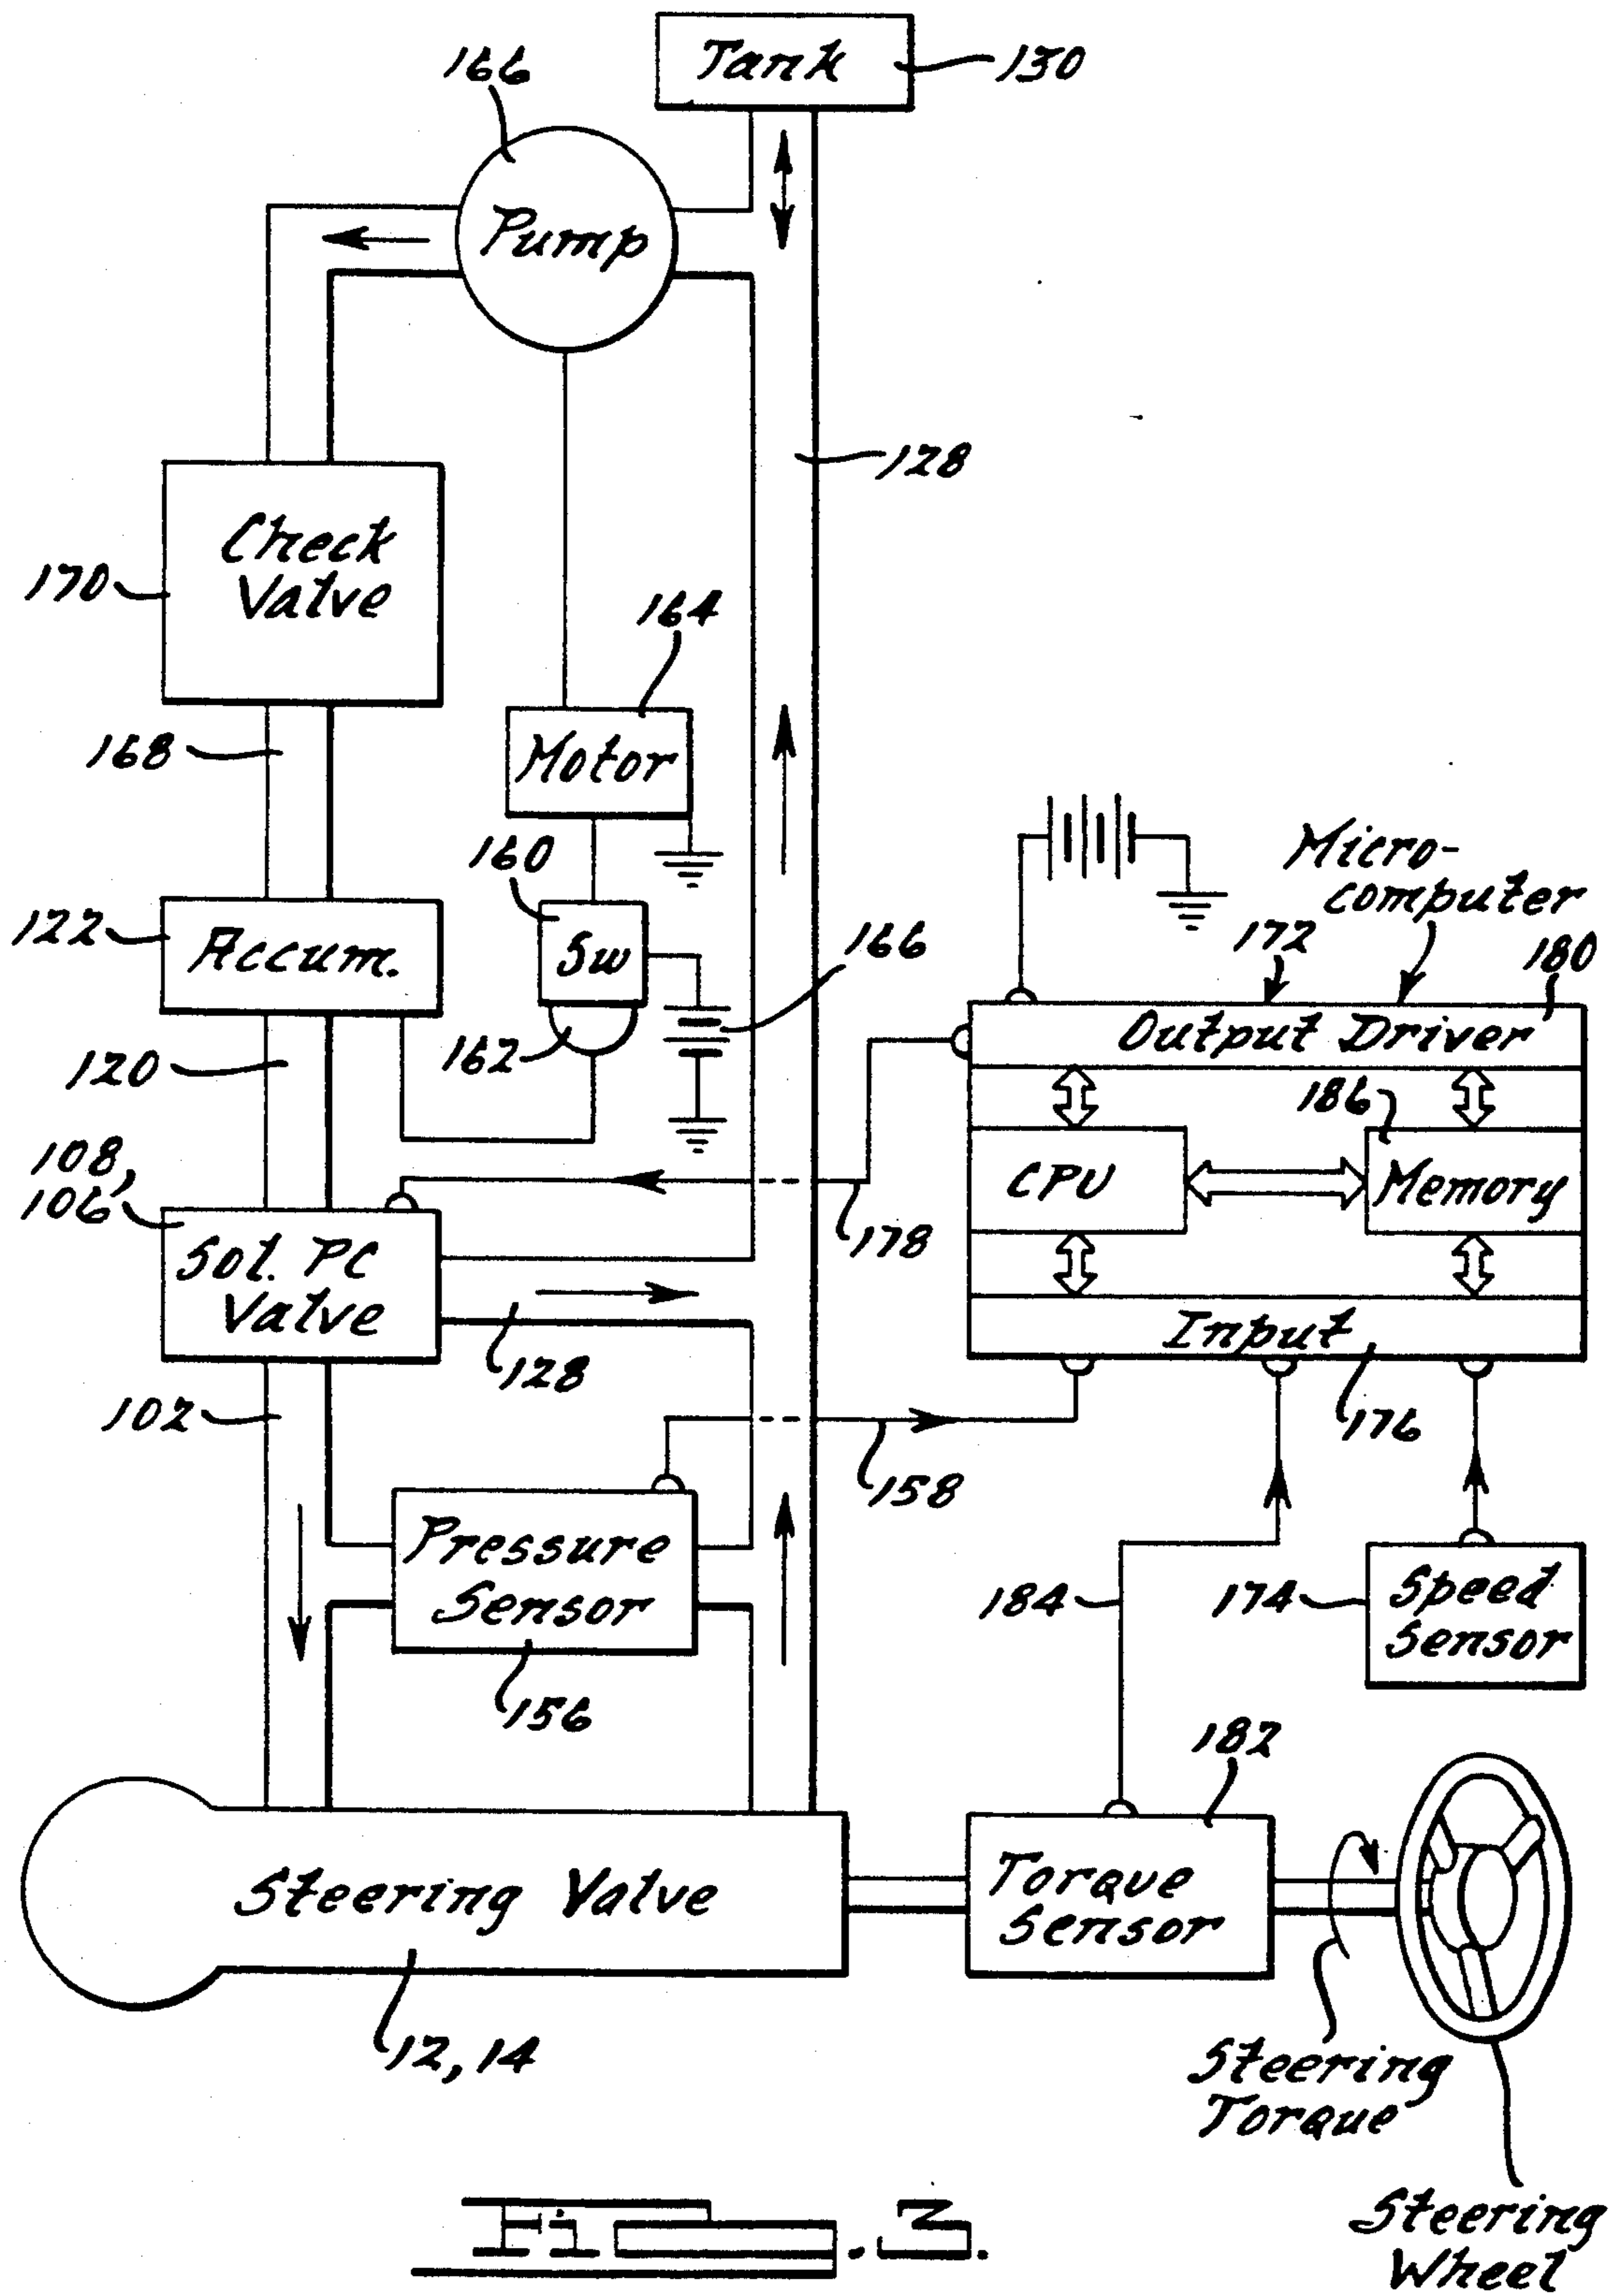 Tank
130
166
Pump
128
Check
Valve
170
164
168
Motor
160
Micro-
computer
122
Accum.
Sw
166
172
180
162
Output Driver
120
186
108,
106
CPU
Memory
178
Sol. PC
Valve
Input
128
102
176
158
Pressure
Sensor
184
174
Speed
Sensor
156
182
Steering Valve
Torque
Sensor
12, 14
Steering
Torque
Steering
Wheel
Fig. 3.